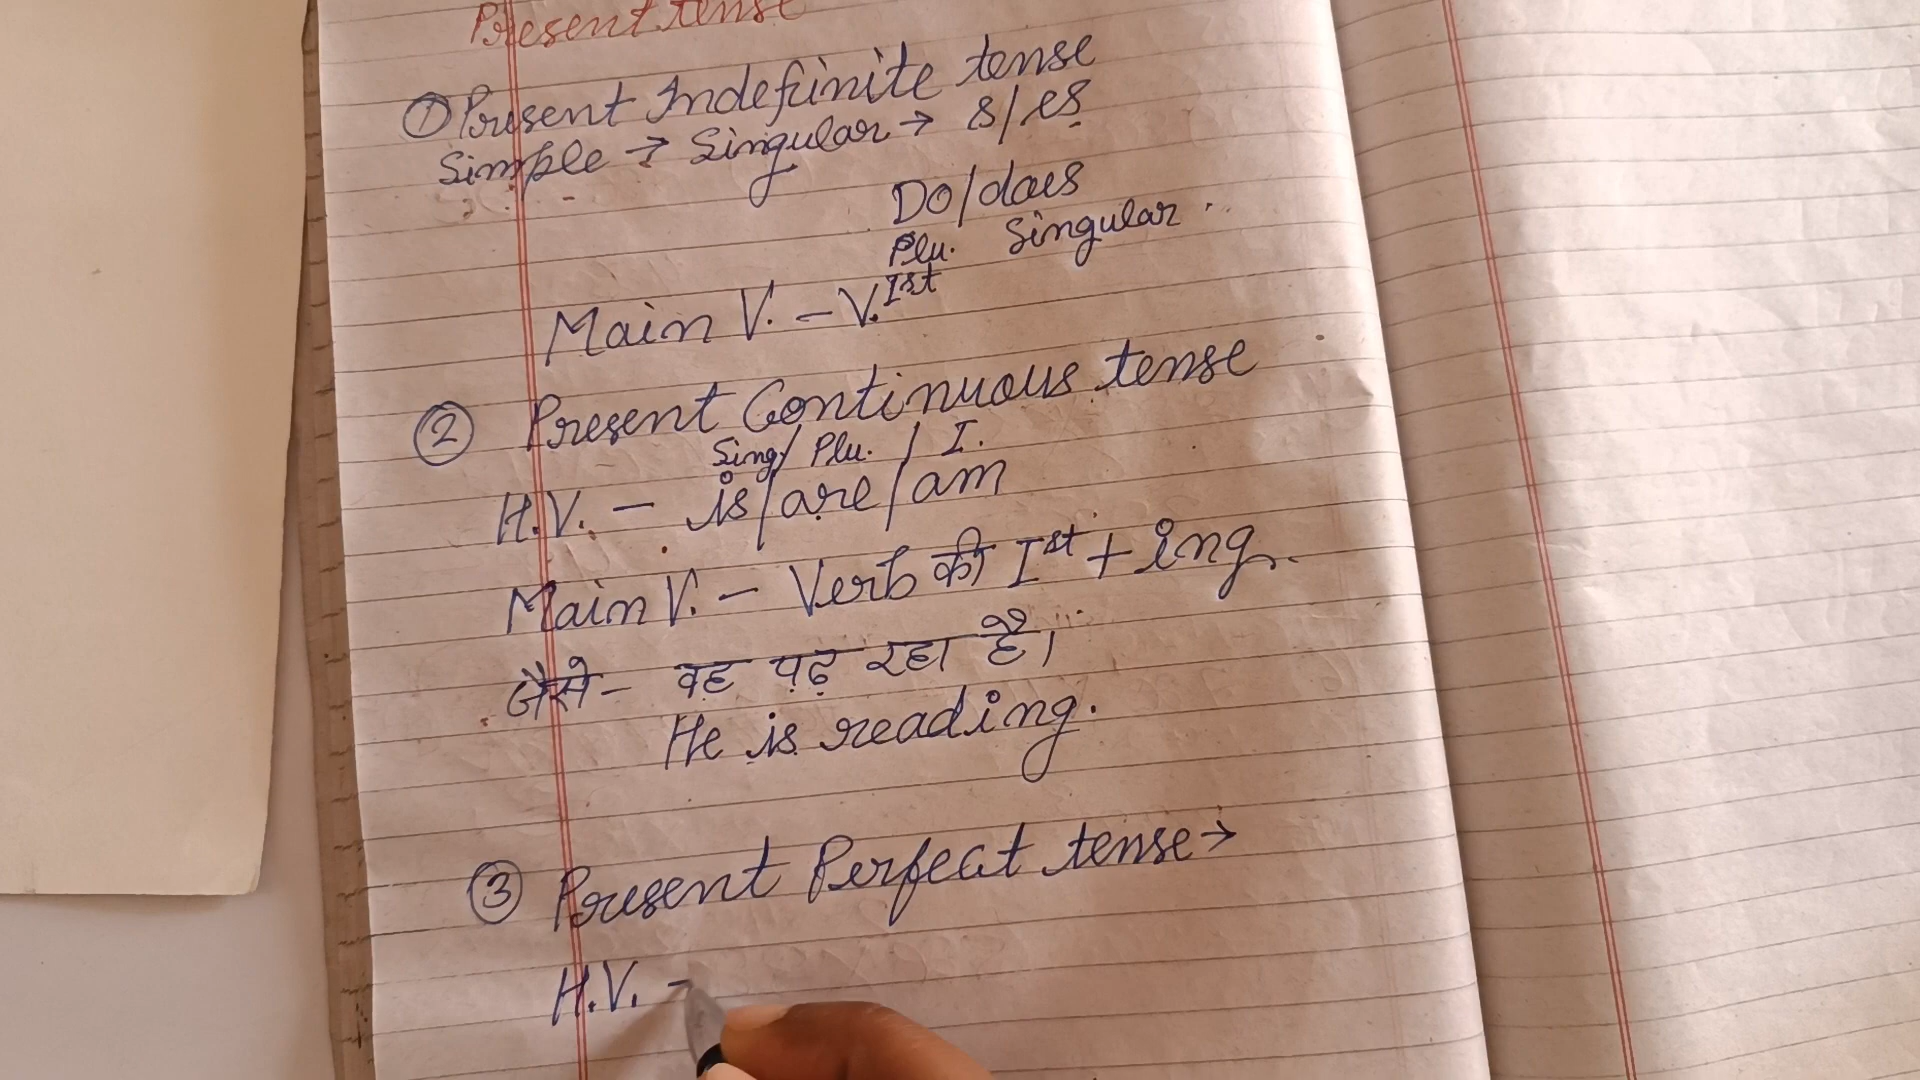 Present tense
① Present Indefinite tense
Simple → Singular → s/es
Do/does
Plu. Singular.
Main V. – V. Ist
② Present Continuous tense
Sing/ Plu. / I.
H.V. – is/are/am
Main V. – Verb की Ist + ing.
जैसे – वह पढ़ रहा है।
He is reading.
③ Present Perfect tense →
H.V. –